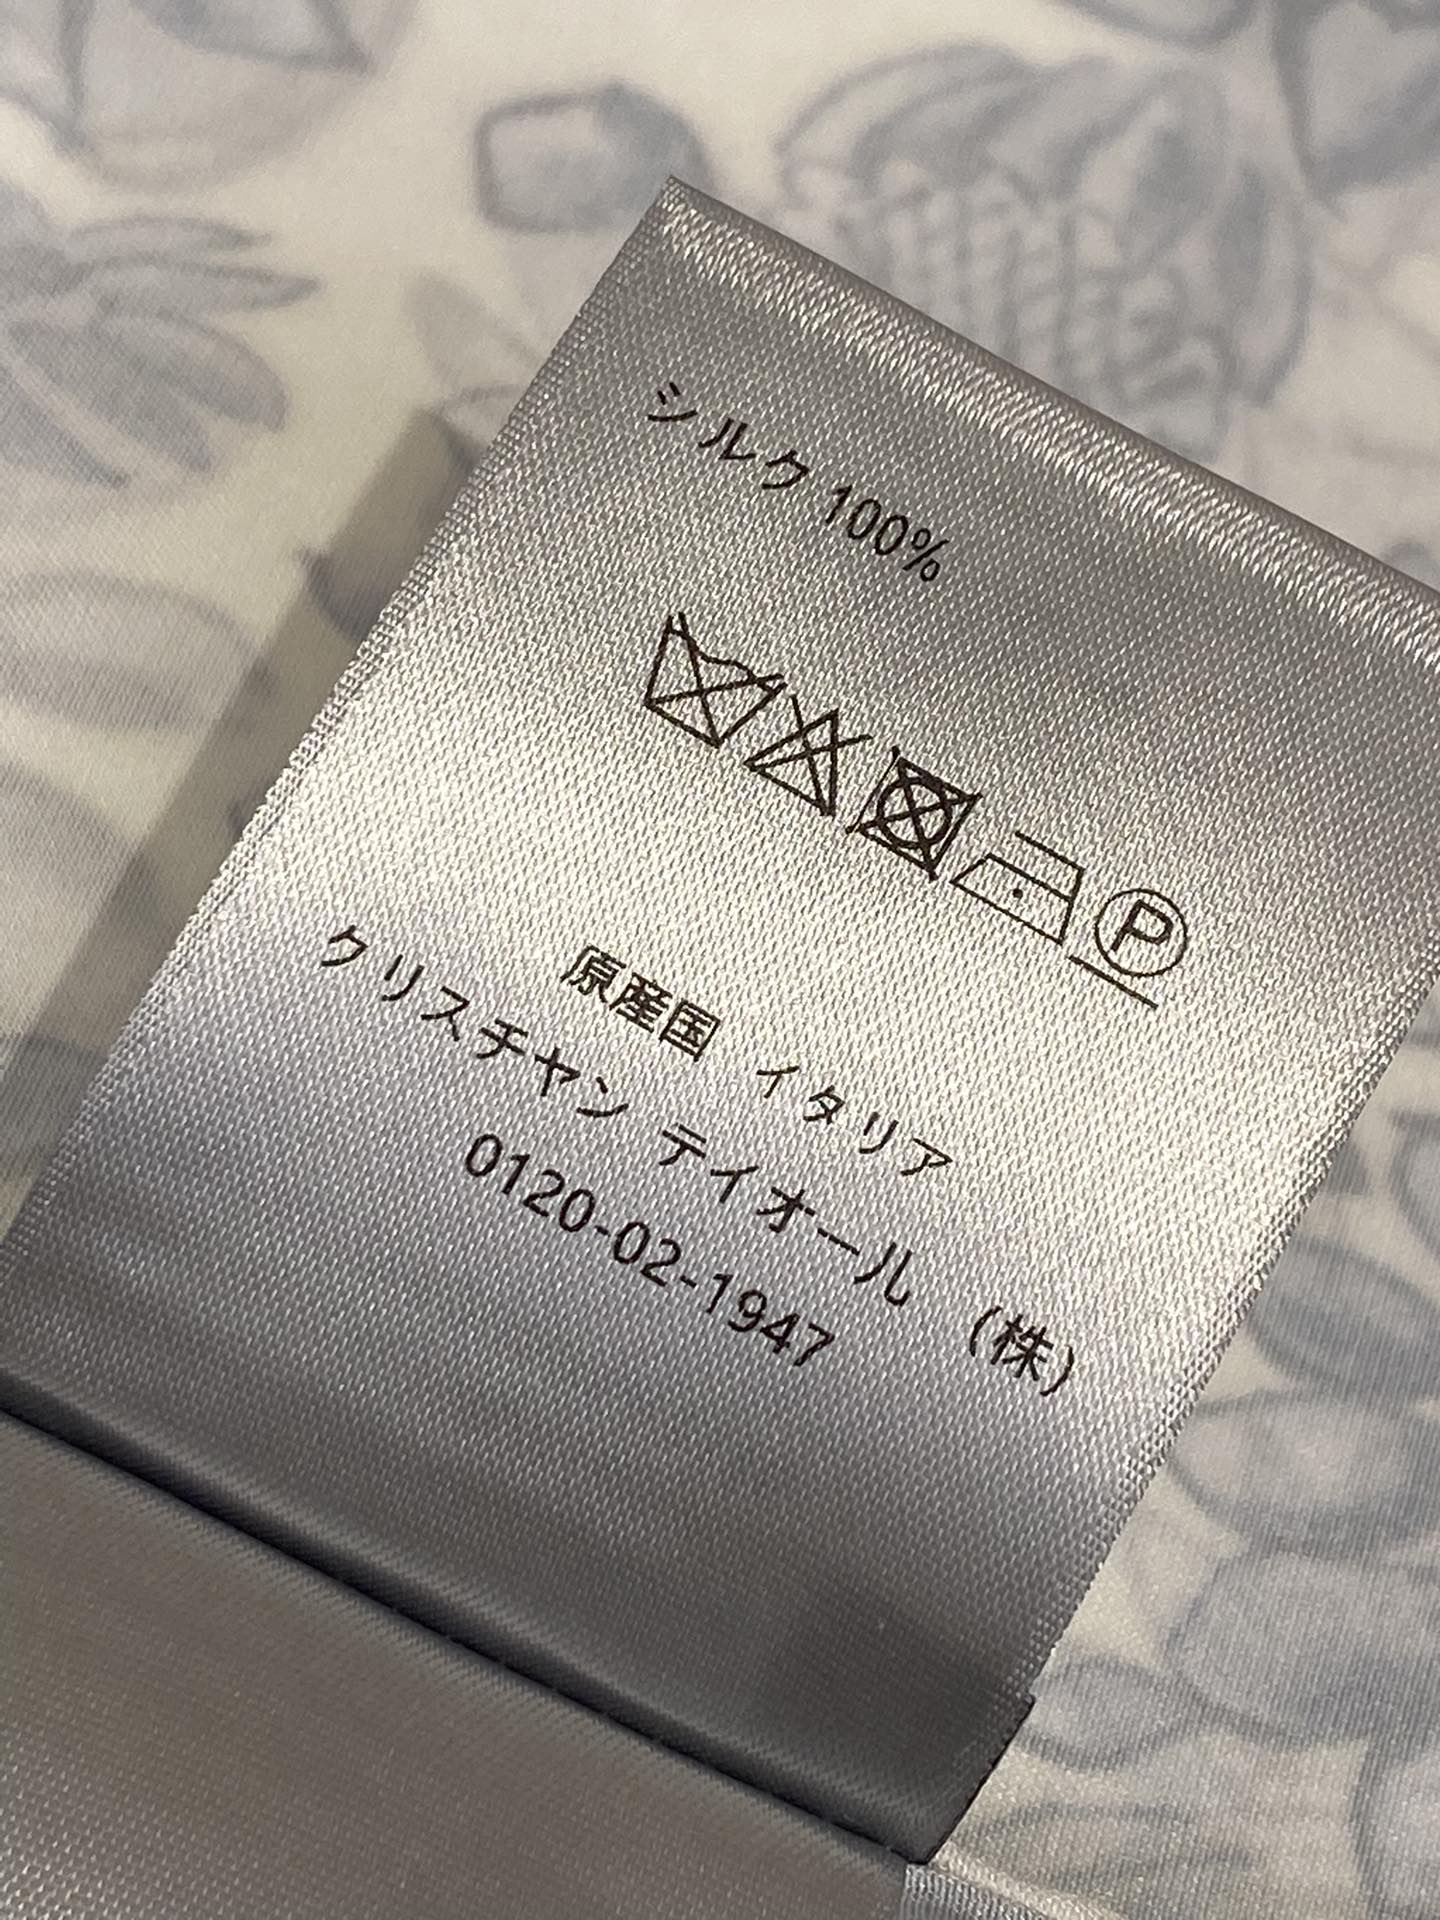 シルク 100%
P
原産国 イタリア
クリスチャン ディオール (株)
0120-02-1947